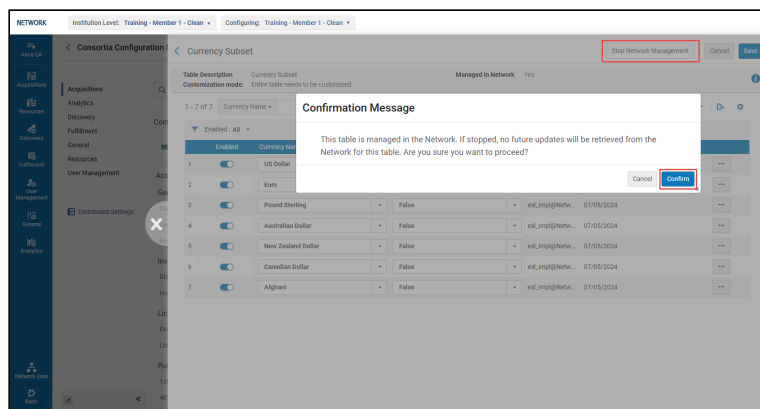 NETWORK
Institution Level: Training - Member 1 - Clean
Configuring: Training - Member 1 - Clean
Alma QA
Acquisitions
Resources
Discovery
Fulfillment
User Management
General
Analytics
Network Zone
Back
Consortia Configuration
Acquisitions
Analytics
Discovery
Fulfillment
General
Resources
User Management
Distributed Settings
Currency Subset
Stop Network Management
Cancel
Save
Table Description Currency Subset
Managed in Network Yes
Customization mode: Entire table needs to be customized
1 - 7 of 7 Currency Name
Enabled All
Enabled
1 US Dollar
2 Euro
3 Pound Sterling False exl_impl@Netw... 07/05/2024
4 Australian Dollar False exl_impl@Netw... 07/05/2024
5 New Zealand Dollar False exl_impl@Netw... 07/05/2024
6 Canadian Dollar False exl_impl@Netw... 07/05/2024
7 Afghani False exl_impl@Netw... 07/05/2024
Confirmation Message
This table is managed in the Network. If stopped, no future updates will be retrieved from the
Network for this table. Are you sure you want to proceed?
Cancel
Confirm